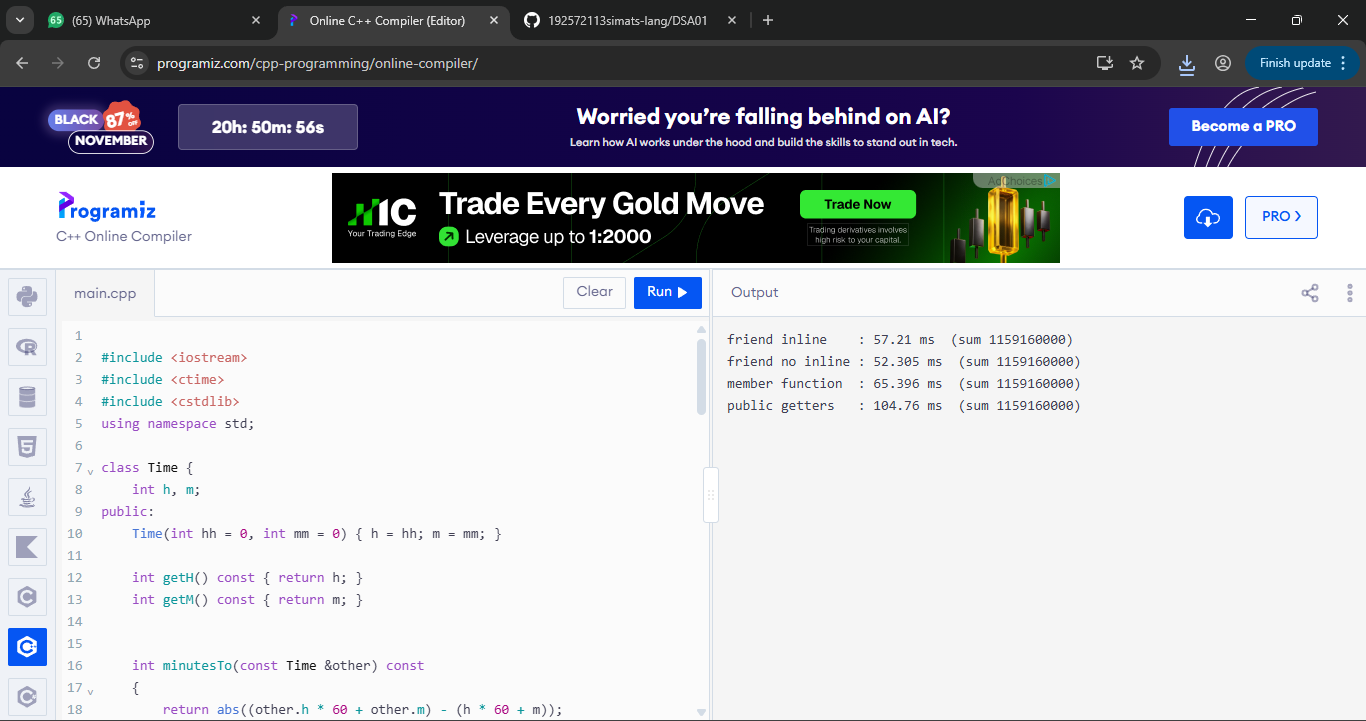 65
(65) WhatsApp
Online C++ Compiler (Editor)
192572113simats-lang/DSA01
programiz.com/cpp-programming/online-compiler/
Finish update
BLACK
87% OFF
NOVEMBER
20h: 50m: 56s
Worried you're falling behind on AI?
Learn how AI works under the hood and build the skills to stand out in tech.
Become a PRO
Programiz
C++ Online Compiler
HC
Your Trading Edge
Trade Every Gold Move
Leverage up to 1:2000
Trade Now
Trading derivatives involves
high risk to your capital.
AdChoices
PRO
main.cpp
Clear
Run
Output
1
2 #include <iostream>
3 #include <ctime>
4 #include <cstdlib>
5 using namespace std;
6
7 class Time {
8     int h, m;
9 public:
10     Time(int hh = 0, int mm = 0) { h = hh; m = mm; }
11
12     int getH() const { return h; }
13     int getM() const { return m; }
14
15
16     int minutesTo(const Time &other) const
17     {
18         return abs((other.h * 60 + other.m) - (h * 60 + m));
friend inline    : 57.21 ms  (sum 1159160000)
friend no inline : 52.305 ms  (sum 1159160000)
member function  : 65.396 ms  (sum 1159160000)
public getters   : 104.76 ms  (sum 1159160000)